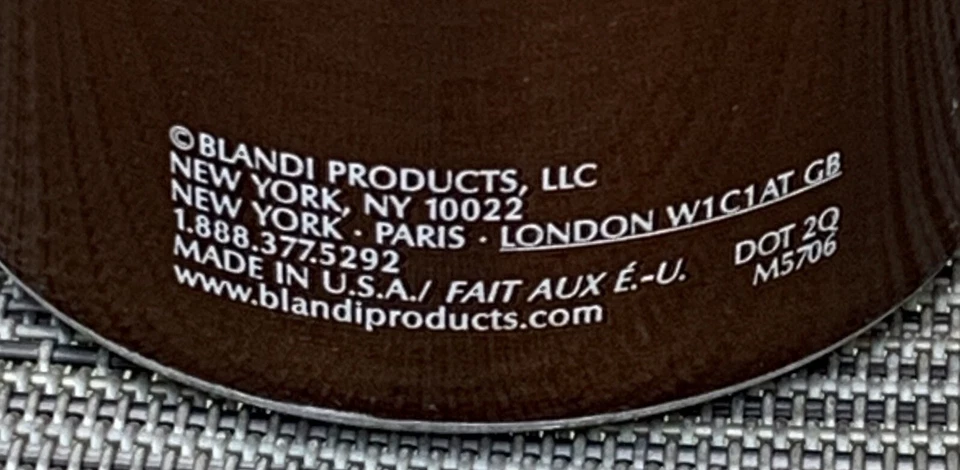 ©BLANDI PRODUCTS, LLC
NEW YORK, NY 10022
NEW YORK · PARIS · LONDON W1C1AT GB
1.888.377.5292
MADE IN U.S.A./ FAIT AUX É.-U.
www.blandiproducts.com
DOT 2Q
M5706